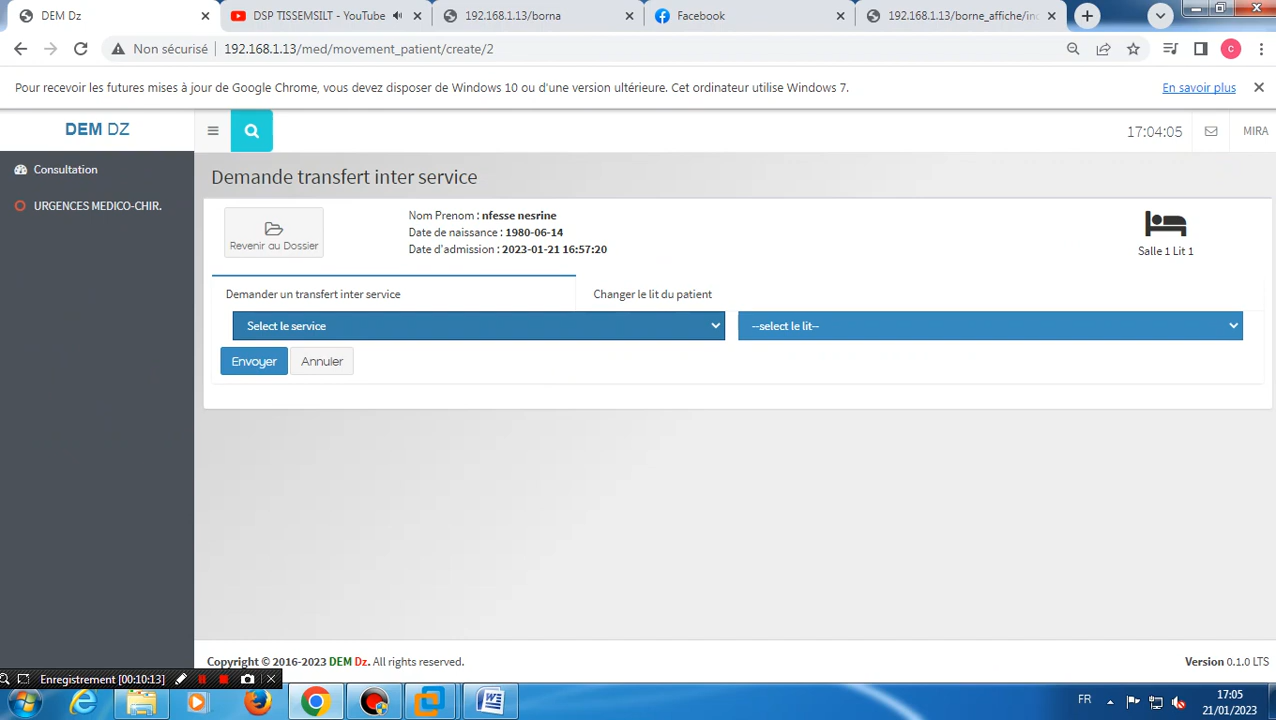 DEM Dz
DSP TISSEMSILT - YouTube
192.168.1.13/borna
Facebook
192.168.1.13/borne_affiche/in
Non sécurisé
192.168.1.13/med/movement_patient/create/2
C
Pour recevoir les futures mises à jour de Google Chrome, vous devez disposer de Windows 10 ou d'une version ultérieure. Cet ordinateur utilise Windows 7.
En savoir plus
DEM DZ
17:04:05
MIRA
Consultation
URGENCES MEDICO-CHIR.
Demande transfert inter service
Revenir au Dossier
Nom Prenom : nfesse nesrine
Date de naissance : 1980-06-14
Date d'admission : 2023-01-21 16:57:20
Salle 1 Lit 1
Demander un transfert inter service
Changer le lit du patient
Select le service
--select le lit--
Envoyer
Annuler
Copyright © 2016-2023 DEM Dz. All rights reserved.
Version 0.1.0 LTS
Enregistrement [00:10:13]
FR
17:05
21/01/2023